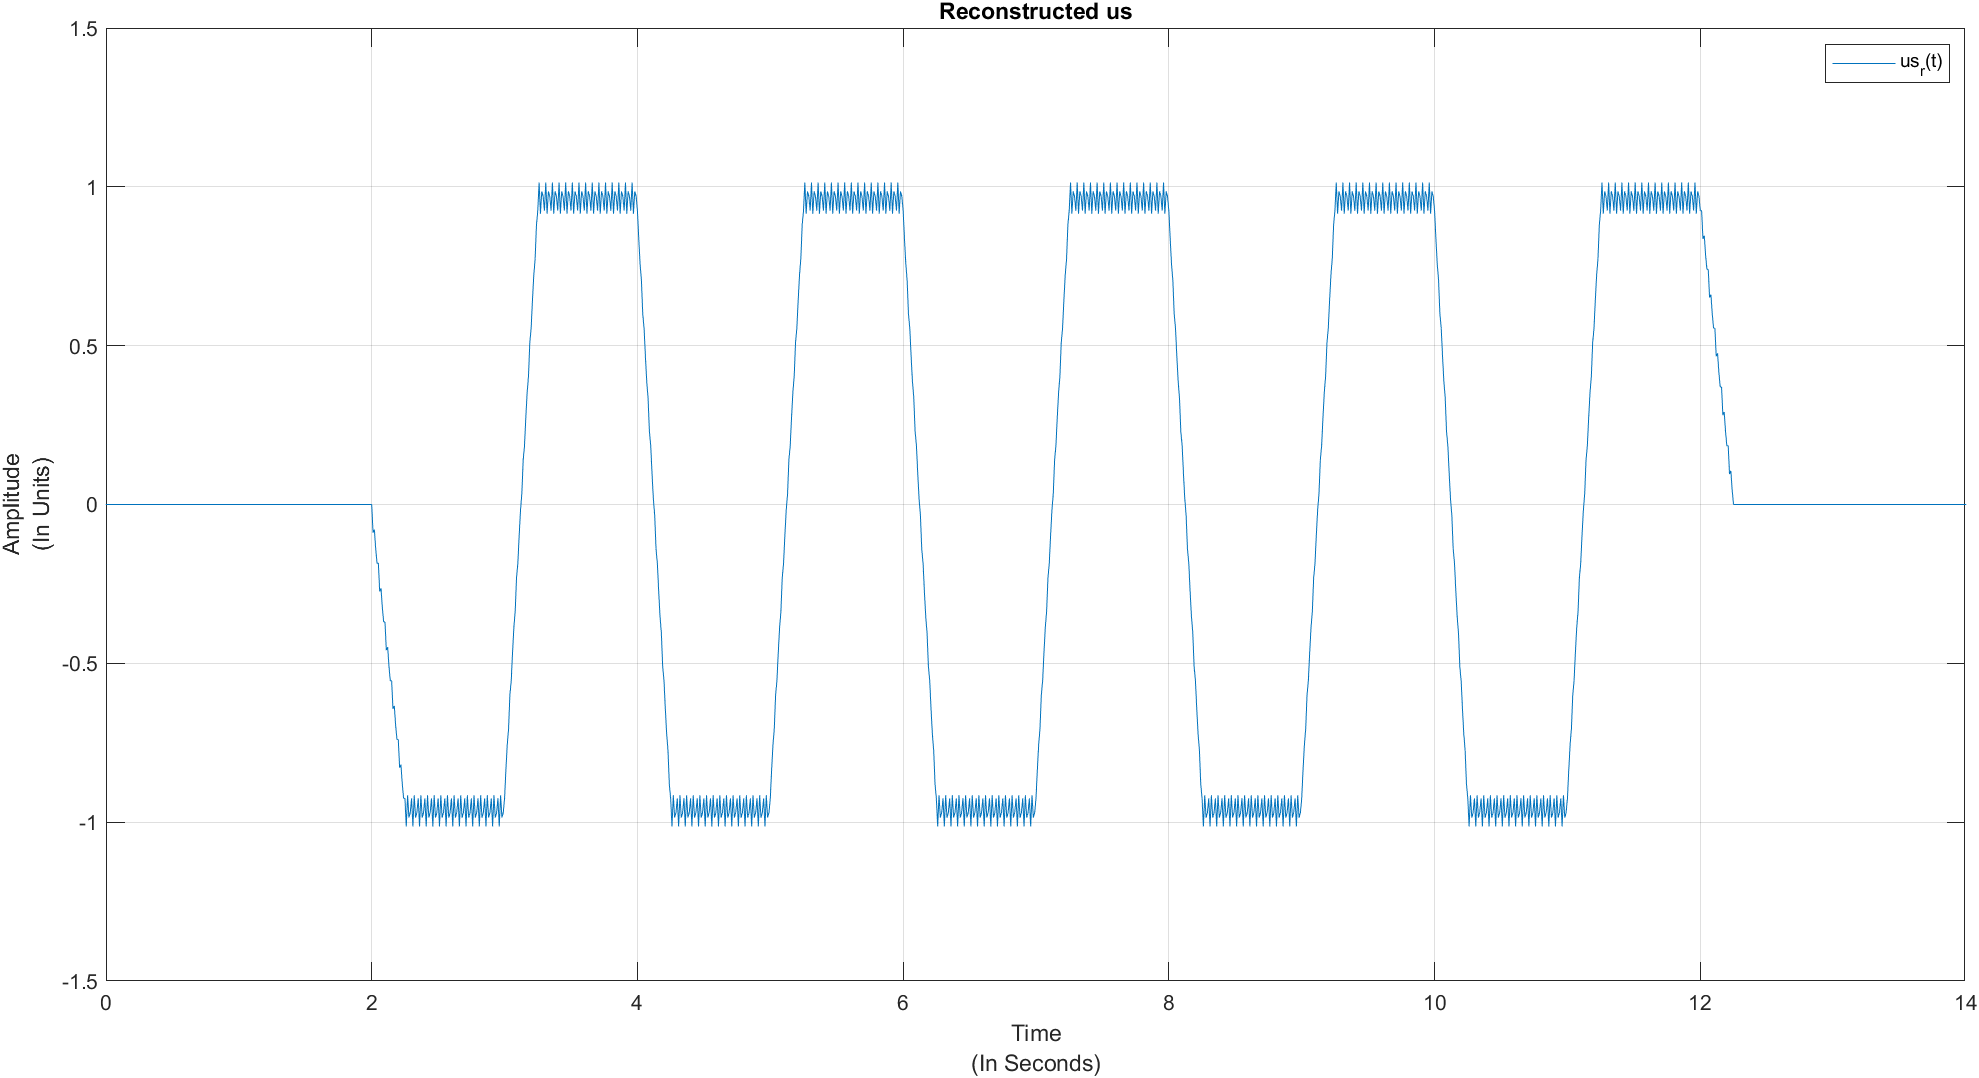 Reconstructed us
us_r(t)
1.5
1
0.5
0
-0.5
-1
-1.5
Amplitude
(In Units)
0 2 4 6 8 10 12 14
Time
(In Seconds)